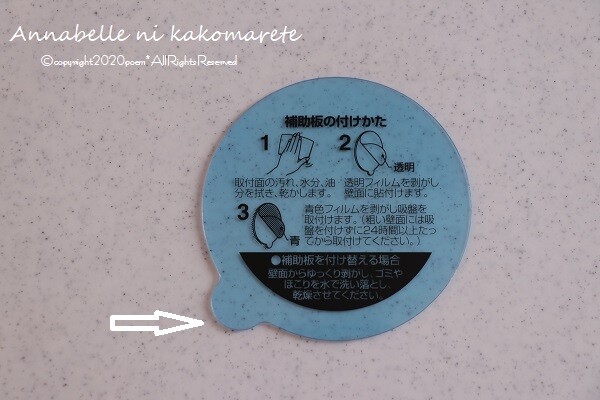 Annabelle ni kakomarete
©copyright2020poem*.All Rights Reserved
補助板の付けかた
1
取付面の汚れ、水分、油
分を拭き、乾かします。
2
透明
透明フィルムを剥がし
壁面に貼付けます。
3
青
青色フィルムを剥がし吸盤を
取付けます。(粗い壁面には吸
盤を付けずに24時間以上たっ
てから取付けてください。)
●補助板を付け替える場合
壁面からゆっくり剥がし、ゴミや
ほこりを水で洗い落とし、
乾燥させてください。